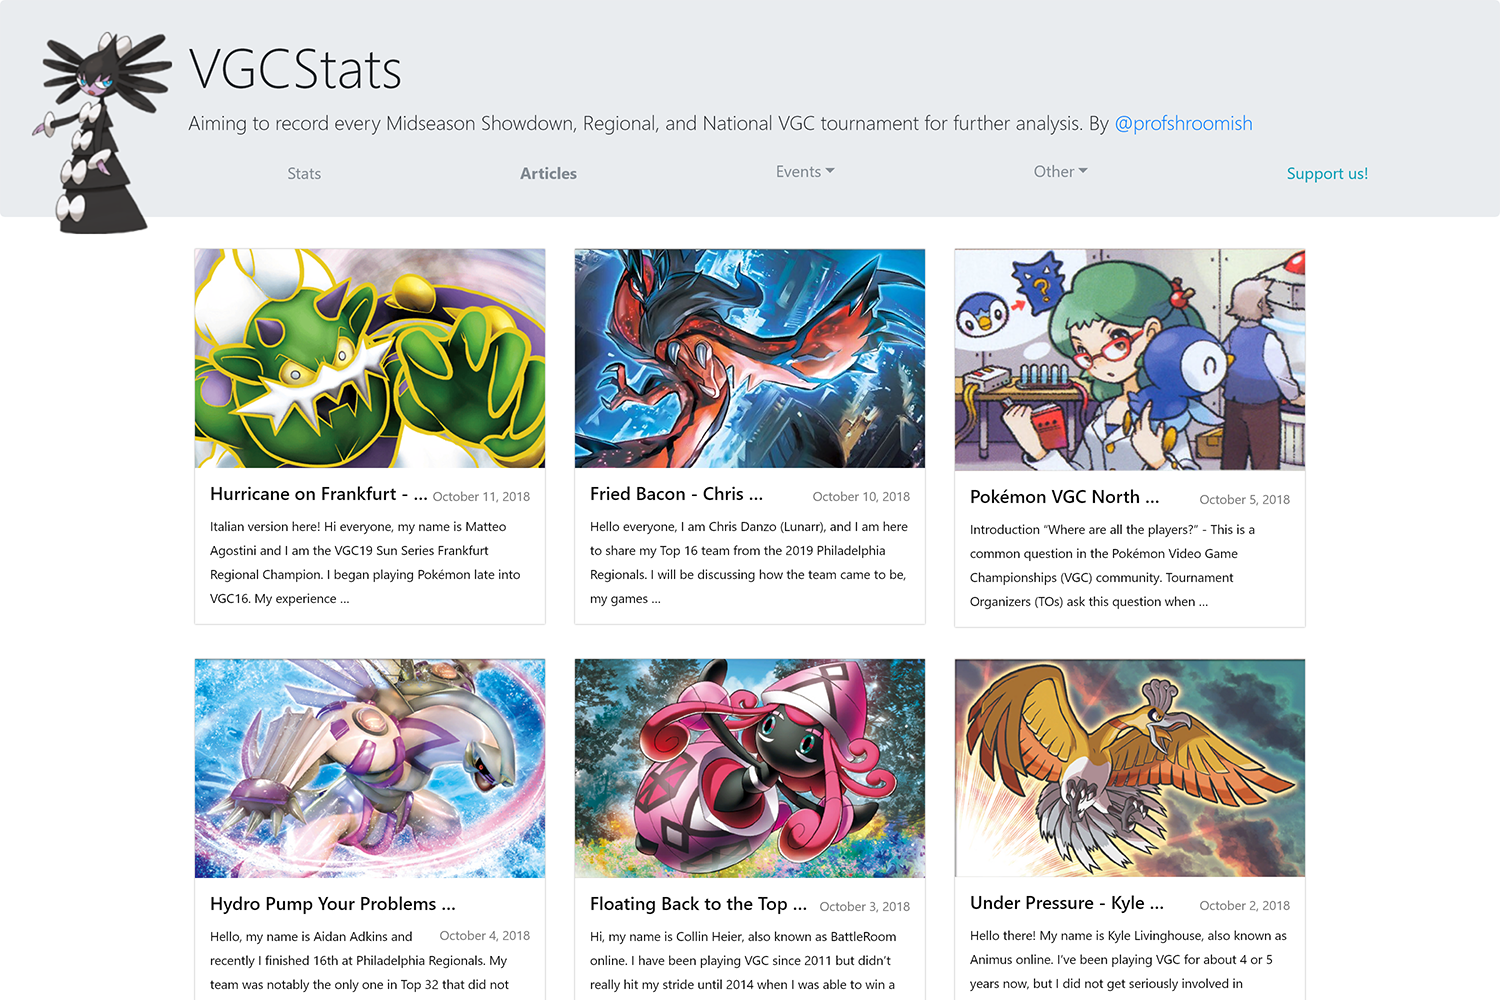 VGCStats
Aiming to record every Midseason Showdown, Regional, and National VGC tournament for further analysis. By @profshroomish
Stats
Articles
Events
Other
Support us!
?
Hurricane on Frankfurt - ...
October 11, 2018
Italian version here! Hi everyone, my name is Matteo
Agostini and I am the VGC19 Sun Series Frankfurt
Regional Champion. I began playing Pokémon late into
VGC16. My experience ...
Fried Bacon - Chris ...
October 10, 2018
Hello everyone, I am Chris Danzo (Lunarr), and I am here
to share my Top 16 team from the 2019 Philadelphia
Regionals. I will be discussing how the team came to be,
my games ...
Pokémon VGC North ...
October 5, 2018
Introduction “Where are all the players?” - This is a
common question in the Pokémon Video Game
Championships (VGC) community. Tournament
Organizers (TOs) ask this question when ...
Hydro Pump Your Problems ...
October 4, 2018
Hello, my name is Aidan Adkins and
recently I finished 16th at Philadelphia Regionals. My
team was notably the only one in Top 32 that did not
Floating Back to the Top ...
October 3, 2018
Hi, my name is Collin Heier, also known as BattleRoom
online. I have been playing VGC since 2011 but didn’t
really hit my stride until 2014 when I was able to win a
Under Pressure - Kyle ...
October 2, 2018
Hello there! My name is Kyle Livinghouse, also known as
Animus online. I’ve been playing VGC for about 4 or 5
years now, but I did not get seriously involved in